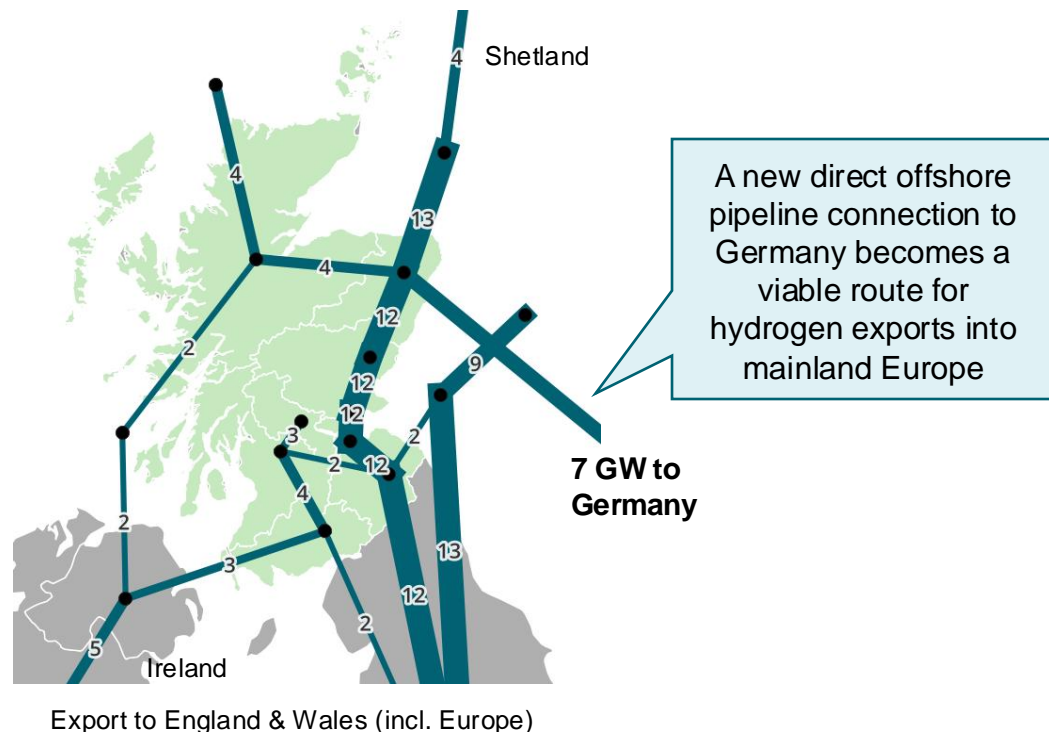 4
Shetland
4
13
4
12
2
9
12
12
3
2
2
12
4
7 GW to
Germany
2
3
13
12
2
5
Ireland
A new direct offshore
pipeline connection to
Germany becomes a
viable route for
hydrogen exports into
mainland Europe
Export to England & Wales (incl. Europe)